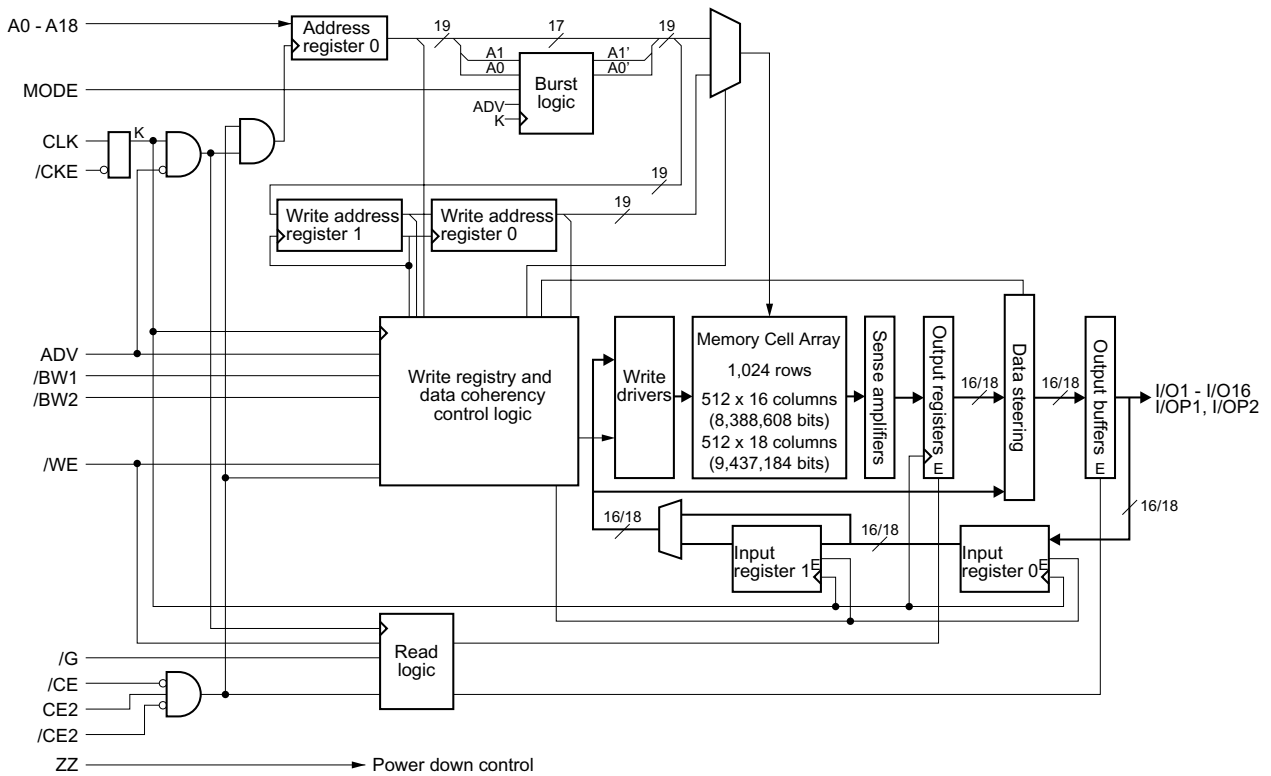 A0 - A18
Address
register 0
19
17
19
A1
A0
A1’
A0’
MODE
Burst
logic
ADV
K
CLK
K
/CKE
19
Write address
register 1
Write address
register 0
19
ADV
/BW1
/BW2
/WE
Write registry and
data coherency
control logic
Write
drivers
Memory Cell Array
1,024 rows
512 x 16 columns
(8,388,608 bits)
512 x 18 columns
(9,437,184 bits)
Sense amplifiers
Output registers
E
16/18
Data steering
16/18
Output buffers
E
I/O1 - I/O16
I/OP1, I/OP2
16/18
16/18
16/18
Input
register 1
E
Input
register 0
E
Read
logic
/G
/CE
CE2
/CE2
ZZ
Power down control